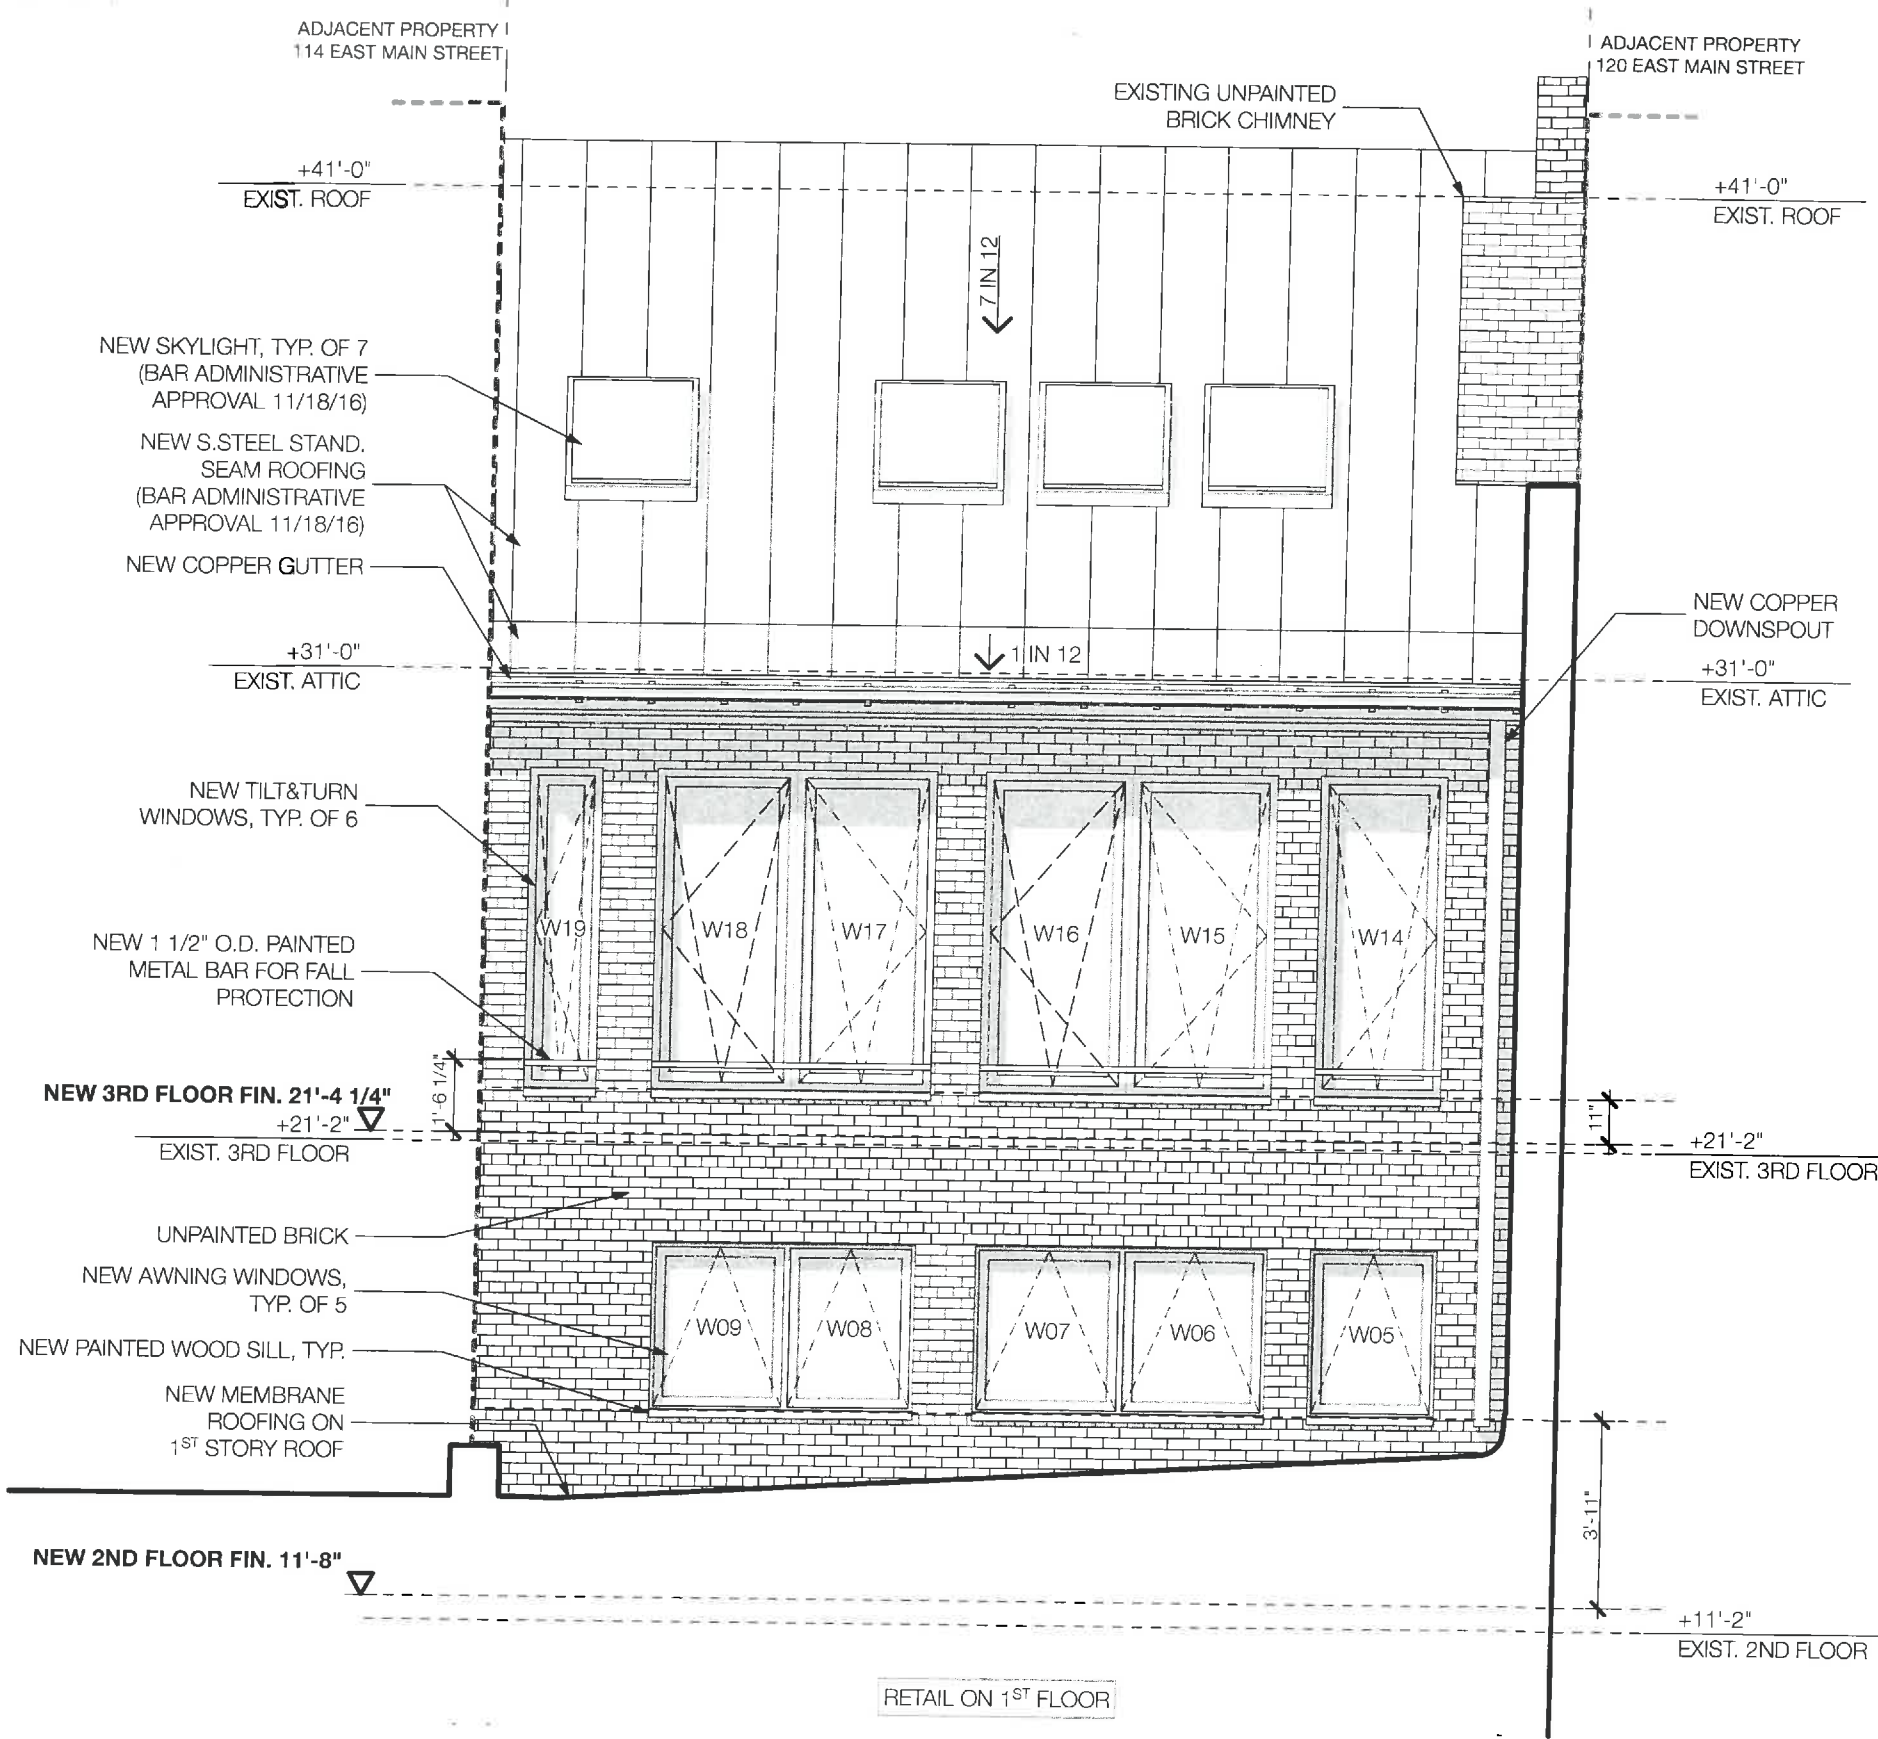 ADJACENT PROPERTY
114 EAST MAIN STREET
ADJACENT PROPERTY
120 EAST MAIN STREET
EXISTING UNPAINTED
BRICK CHIMNEY
+41'-0"
EXIST. ROOF
+41'-0"
EXIST. ROOF
7 IN 12
NEW SKYLIGHT, TYP. OF 7
(BAR ADMINISTRATIVE
APPROVAL 11/18/16)
NEW S.STEEL STAND.
SEAM ROOFING
(BAR ADMINISTRATIVE
APPROVAL 11/18/16)
NEW COPPER GUTTER
NEW COPPER
DOWNSPOUT
+31'-0"
EXIST. ATTIC
1 IN 12
+31'-0"
EXIST. ATTIC
NEW TILT&TURN
WINDOWS, TYP. OF 6
W19
W18
W17
W16
W15
W14
NEW 1 1/2" O.D. PAINTED
METAL BAR FOR FALL
PROTECTION
1'-6 1/4"
NEW 3RD FLOOR FIN. 21'-4 1/4"
+21'-2"
EXIST. 3RD FLOOR
11"
+21'-2"
EXIST. 3RD FLOOR
UNPAINTED BRICK
NEW AWNING WINDOWS,
TYP. OF 5
W09
W08
W07
W06
W05
NEW PAINTED WOOD SILL, TYP.
NEW MEMBRANE
ROOFING ON
1ST STORY ROOF
3'-11"
NEW 2ND FLOOR FIN. 11'-8"
+11'-2"
EXIST. 2ND FLOOR
RETAIL ON 1ST FLOOR